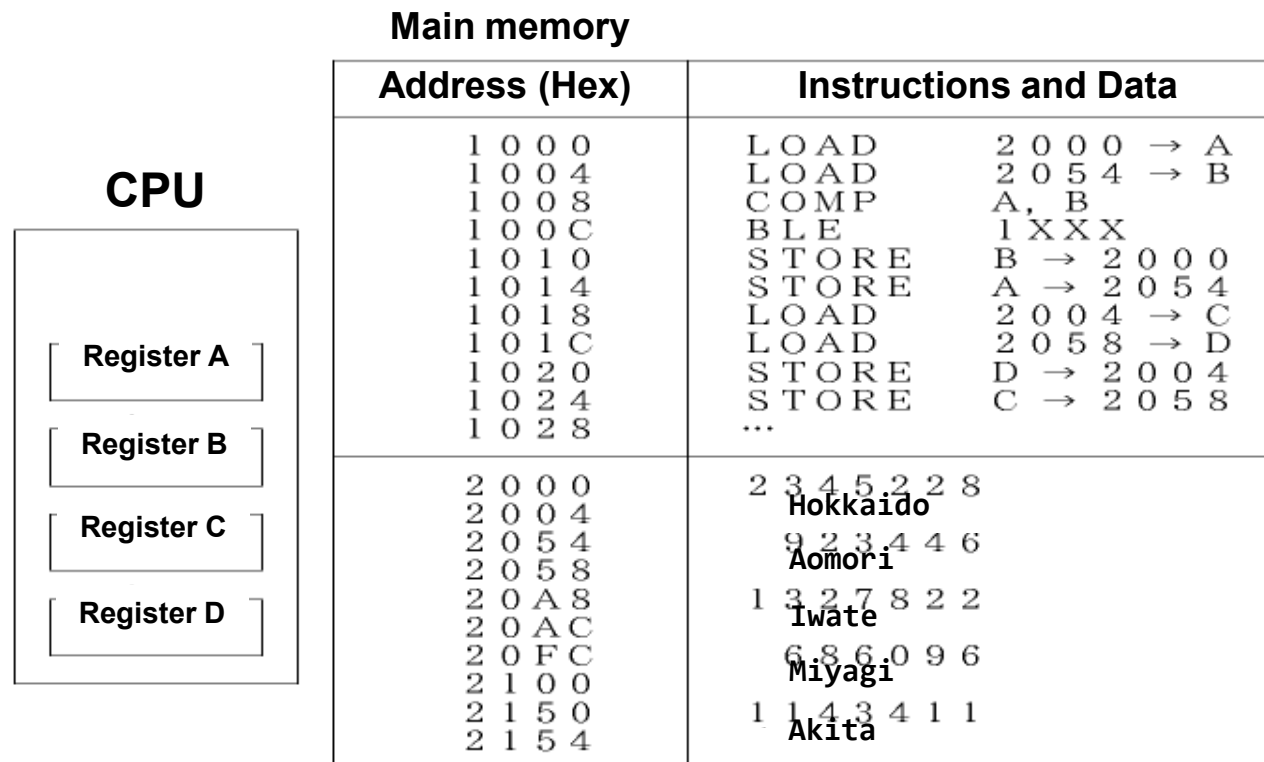 Main memory
Address (Hex) Instructions and Data
CPU
Register A
Register B
Register C
Register D
1000 LOAD 2000 → A
1004 LOAD 2054 → B
1008 COMP A, B
100C BLE 1XXX
1010 STORE B → 2000
1014 STORE A → 2054
1018 LOAD 2004 → C
101C LOAD 2058 → D
1020 STORE D → 2004
1024 STORE C → 2058
1028 ...
2000 2345228
2004 Hokkaido
2054 923446
2058 Aomori
20A8 1327822
20AC Iwate
20FC 686096
2100 Miyagi
2150 1143411
2154 Akita